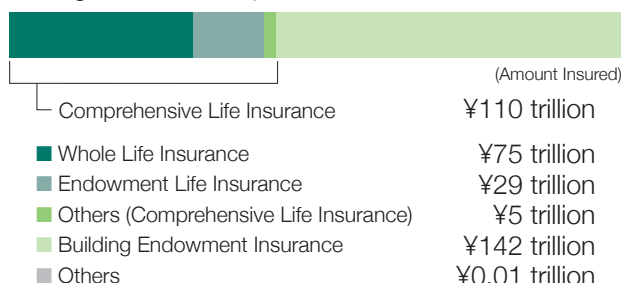 (Amount Insured)
Comprehensive Life Insurance ¥110 trillion
Whole Life Insurance ¥75 trillion
Endowment Life Insurance ¥29 trillion
Others (Comprehensive Life Insurance) ¥5 trillion
Building Endowment Insurance ¥142 trillion
Others ¥0.01 trillion